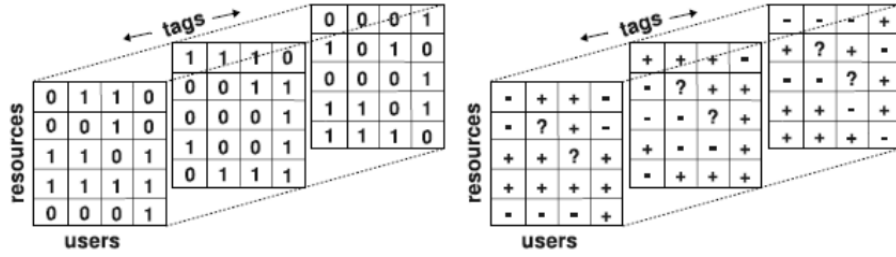 tags
resources
0 1 1 0
0 0 1 0
1 1 0 1
1 1 1 1
0 0 0 1
1 1 1 0
0 0 1 1
0 0 0 1
1 0 0 1
0 1 1 1
0 0 0 1
1 0 1 0
0 0 0 1
1 1 0 1
1 1 1 0
users
tags
resources
- + + -
- ? + -
+ + ? +
+ + + +
- - - +
+ + + -
- ? + +
- - ? +
+ - - +
- + + +
- - - +
+ ? + -
- - ? +
+ + - +
+ + + -
users